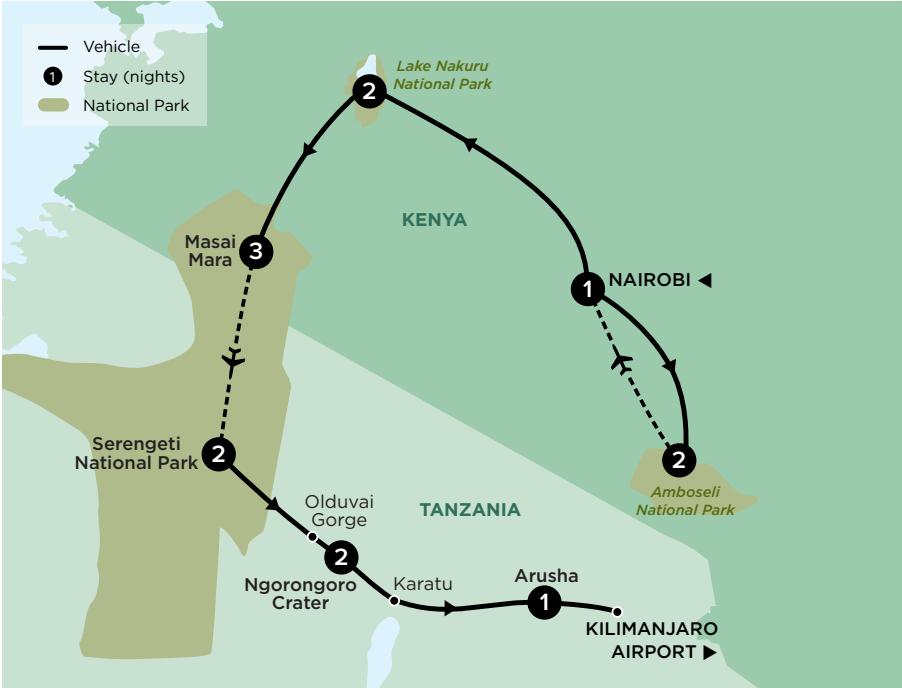 Vehicle
1 Stay (nights)
National Park
Lake Nakuru
National Park
2
KENYA
Masai
Mara
3
NAIROBI
1
Serengeti
National Park
2
2
Amboseli
National Park
Olduvai
Gorge
TANZANIA
2
Ngorongoro
Crater
Karatu
Arusha
1
KILIMANJARO
AIRPORT